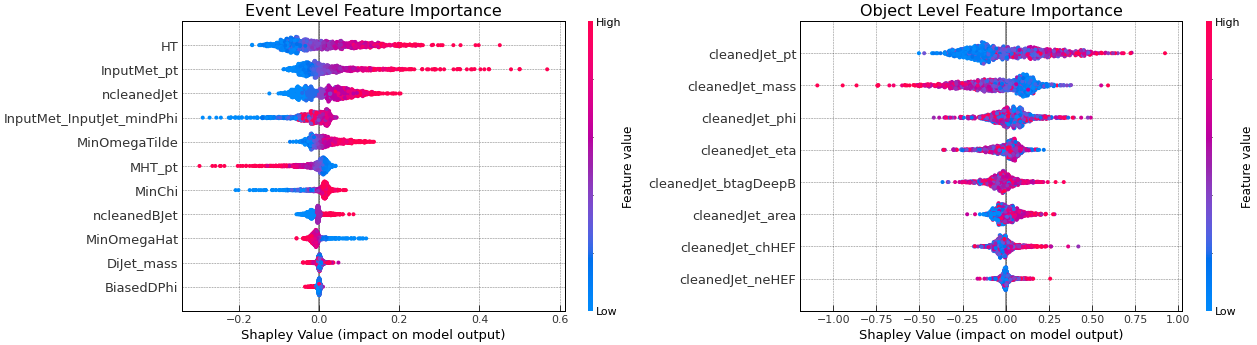 Event Level Feature Importance
High
HT
InputMet_pt
ncleanedJet
InputMet_InputJet_mindPhi
MinOmegaTilde
MHT_pt
MinChi
ncleanedBJet
MinOmegaHat
DiJet_mass
BiasedDPhi
Feature value
Low
−0.2 0.0 0.2 0.4 0.6
Shapley Value (impact on model output)
Object Level Feature Importance
High
cleanedJet_pt
cleanedJet_mass
cleanedJet_phi
cleanedJet_eta
cleanedJet_btagDeepB
cleanedJet_area
cleanedJet_chHEF
cleanedJet_neHEF
Feature value
Low
−1.00 −0.75 −0.50 −0.25 0.00 0.25 0.50 0.75 1.00
Shapley Value (impact on model output)